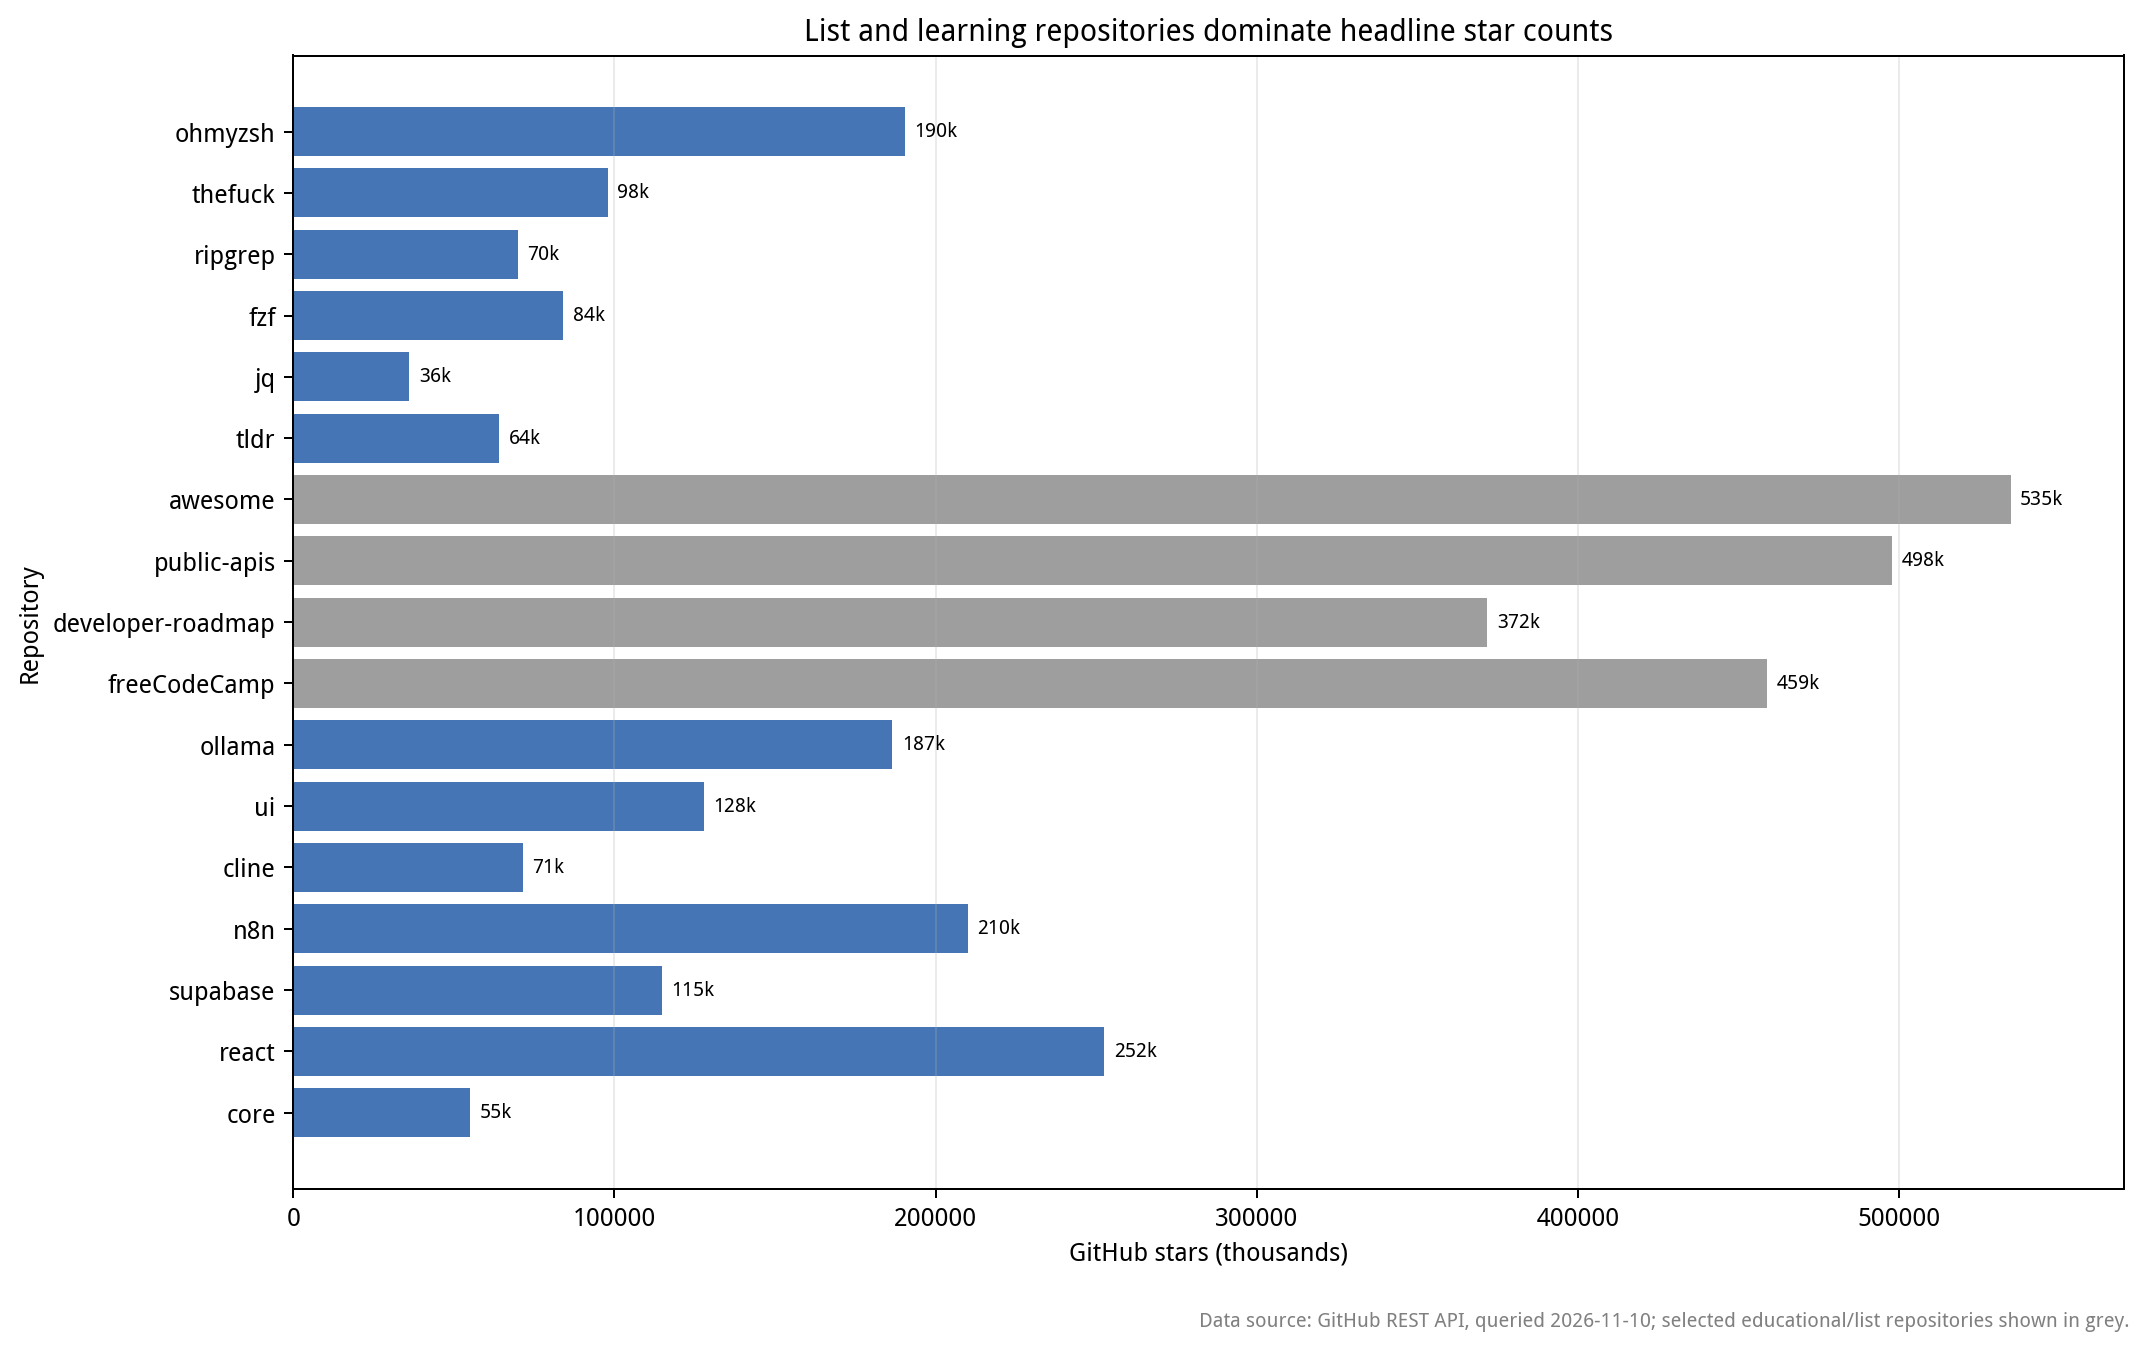 List and learning repositories dominate headline star counts
Repository
ohmyzsh 190k
thefuck 98k
ripgrep 70k
fzf 84k
jq 36k
tldr 64k
awesome 535k
public-apis 498k
developer-roadmap 372k
freeCodeCamp 459k
ollama 187k
ui 128k
cline 71k
n8n 210k
supabase 115k
react 252k
core 55k
0 100000 200000 300000 400000 500000
GitHub stars (thousands)
Data source: GitHub REST API, queried 2026-11-10; selected educational/list repositories shown in grey.